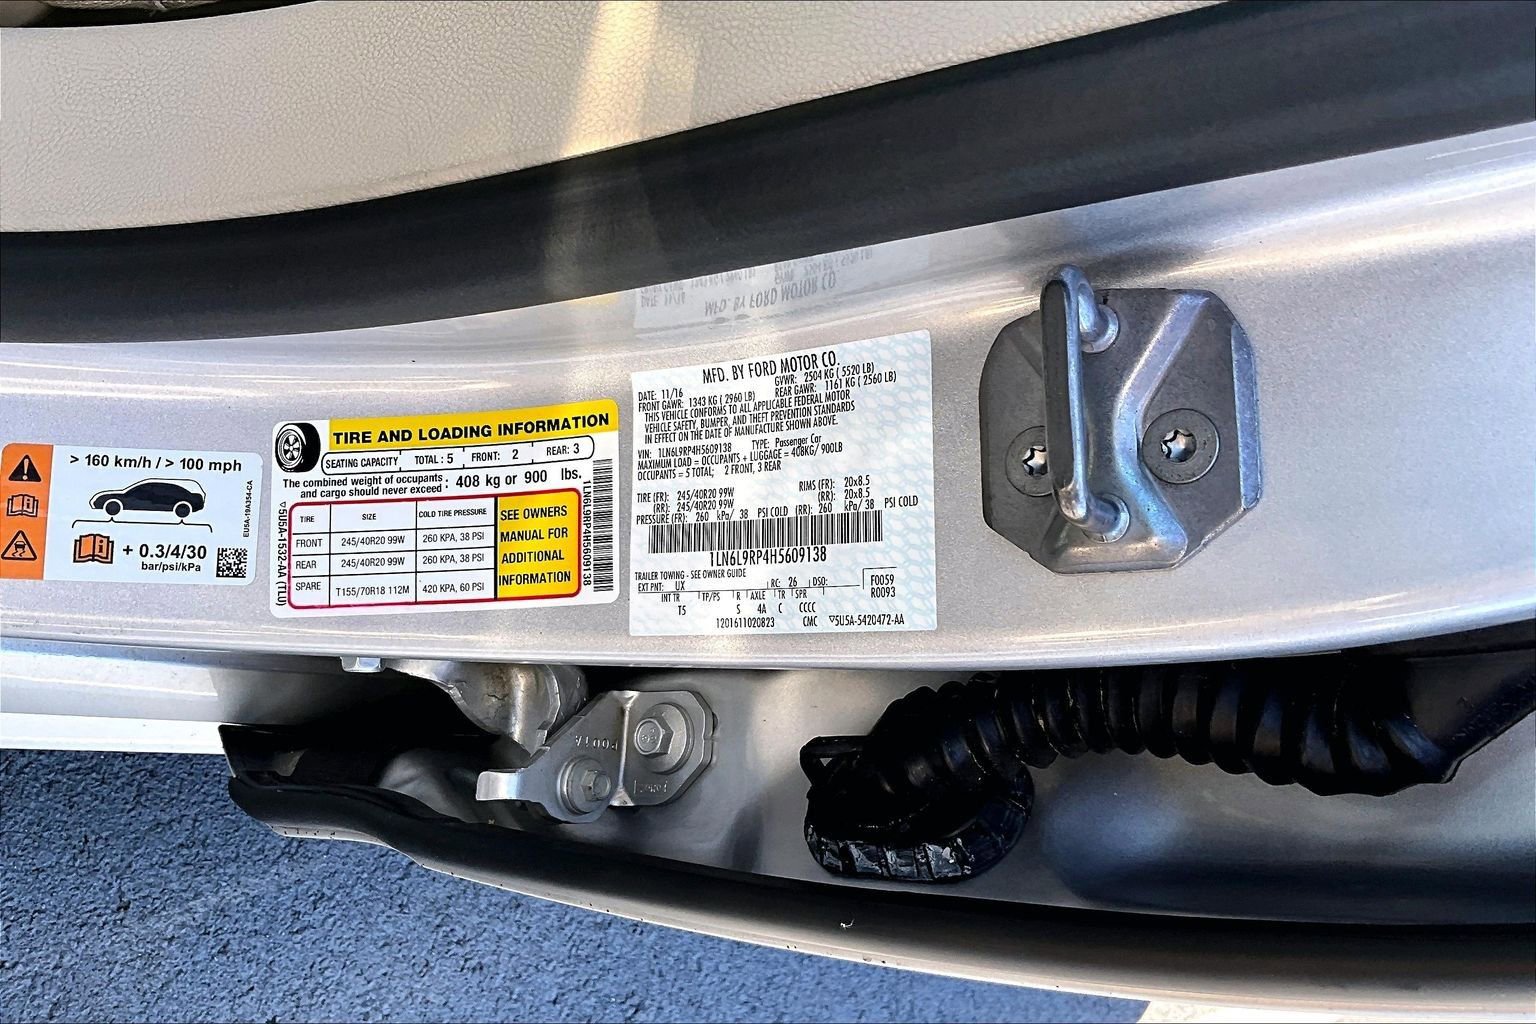 > 160 km/h / > 100 mph
+ 0.3/4/30
bar/psi/kPa
EU5A-19A354-CA
TIRE AND LOADING INFORMATION
SEATING CAPACITY TOTAL : 5 FRONT: 2 REAR: 3
The combined weight of occupants and cargo should never exceed : 408 kg or 900 lbs.
TIRE SIZE COLD TIRE PRESSURE
FRONT 245/40R20 99W 260 KPA, 38 PSI
REAR 245/40R20 99W 260 KPA, 38 PSI
SPARE T155/70R18 112M 420 KPA, 60 PSI
SEE OWNERS
MANUAL FOR
ADDITIONAL
INFORMATION
5U5A-1532-AA (TLU)
1LN6L9RP4H5609138
MFD. BY FORD MOTOR CO.
DATE: 11/16 GVWR: 2504 KG ( 5520 LB)
FRONT GAWR: 1343 KG ( 2960 LB) REAR GAWR: 1161 KG ( 2560 LB)
THIS VEHICLE CONFORMS TO ALL APPLICABLE FEDERAL MOTOR
VEHICLE SAFETY, BUMPER, AND THEFT PREVENTION STANDARDS
IN EFFECT ON THE DATE OF MANUFACTURE SHOWN ABOVE.
VIN: 1LN6L9RP4H5609138 TYPE: Passenger Car
MAXIMUM LOAD = OCCUPANTS + LUGGAGE = 408KG/ 900LB
OCCUPANTS = 5 TOTAL; 2 FRONT, 3 REAR
TIRE (FR): 245/40R20 99W RIMS (FR): 20x8.5
(RR): 245/40R20 99W (RR): 20x8.5
PRESSURE (FR): 260 kPa/ 38 PSI COLD (RR): 260 kPa/ 38 PSI COLD
1LN6L9RP4H5609138
TRAILER TOWING - SEE OWNER GUIDE
EXT PNT: UX RC: 26 DSO: F0059
INT TR TP/PS R AXLE TR SPR R0093
T5 S 4A C CCCC
1201611020823 CMC 5U5A-5420472-AA